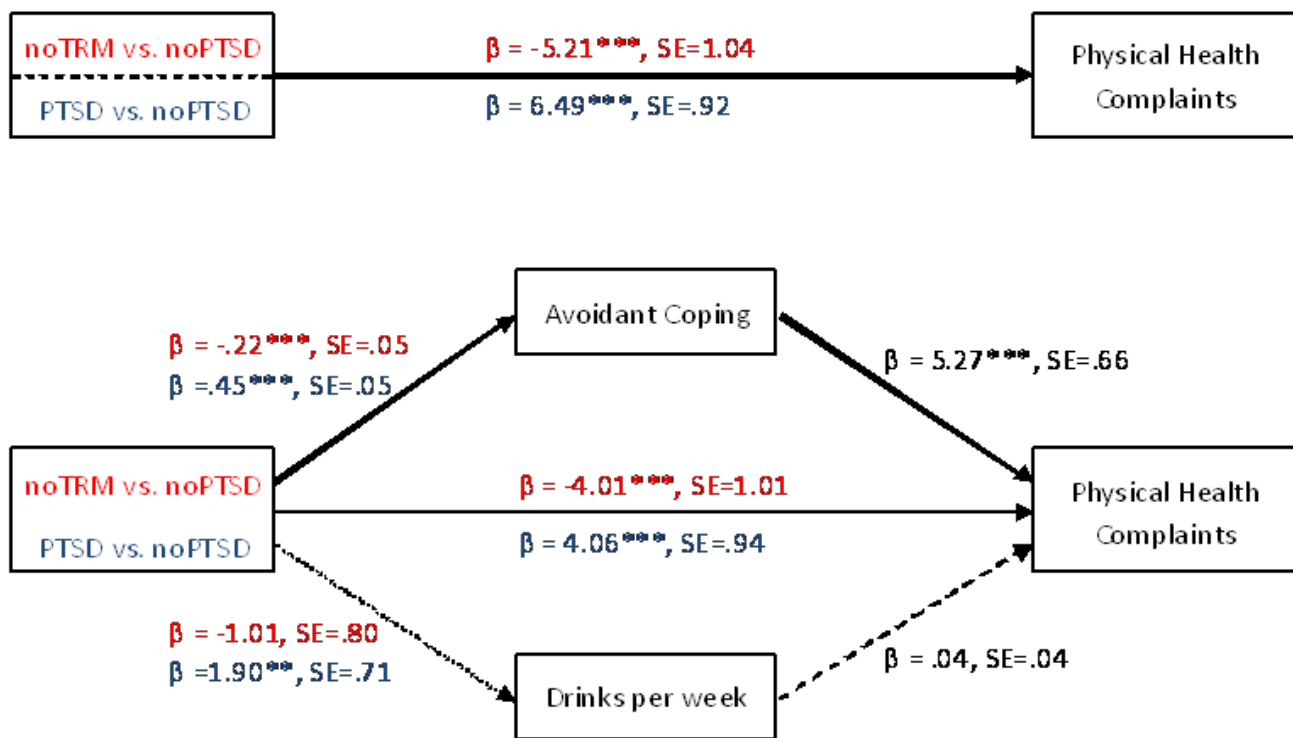 noTRM vs. noPTSD
PTSD vs. noPTSD
β = -5.21***, SE=1.04
β = 6.49***, SE=.92
Physical Health
Complaints
Avoidant Coping
β = -.22***, SE=.05
β =.45***, SE=.05
β = 5.27***, SE=.66
noTRM vs. noPTSD
PTSD vs. noPTSD
β = -4.01***, SE=1.01
β = 4.06***, SE=.94
Physical Health
Complaints
β = -1.01, SE=.80
β =1.90**, SE=.71
β = .04, SE=.04
Drinks per week